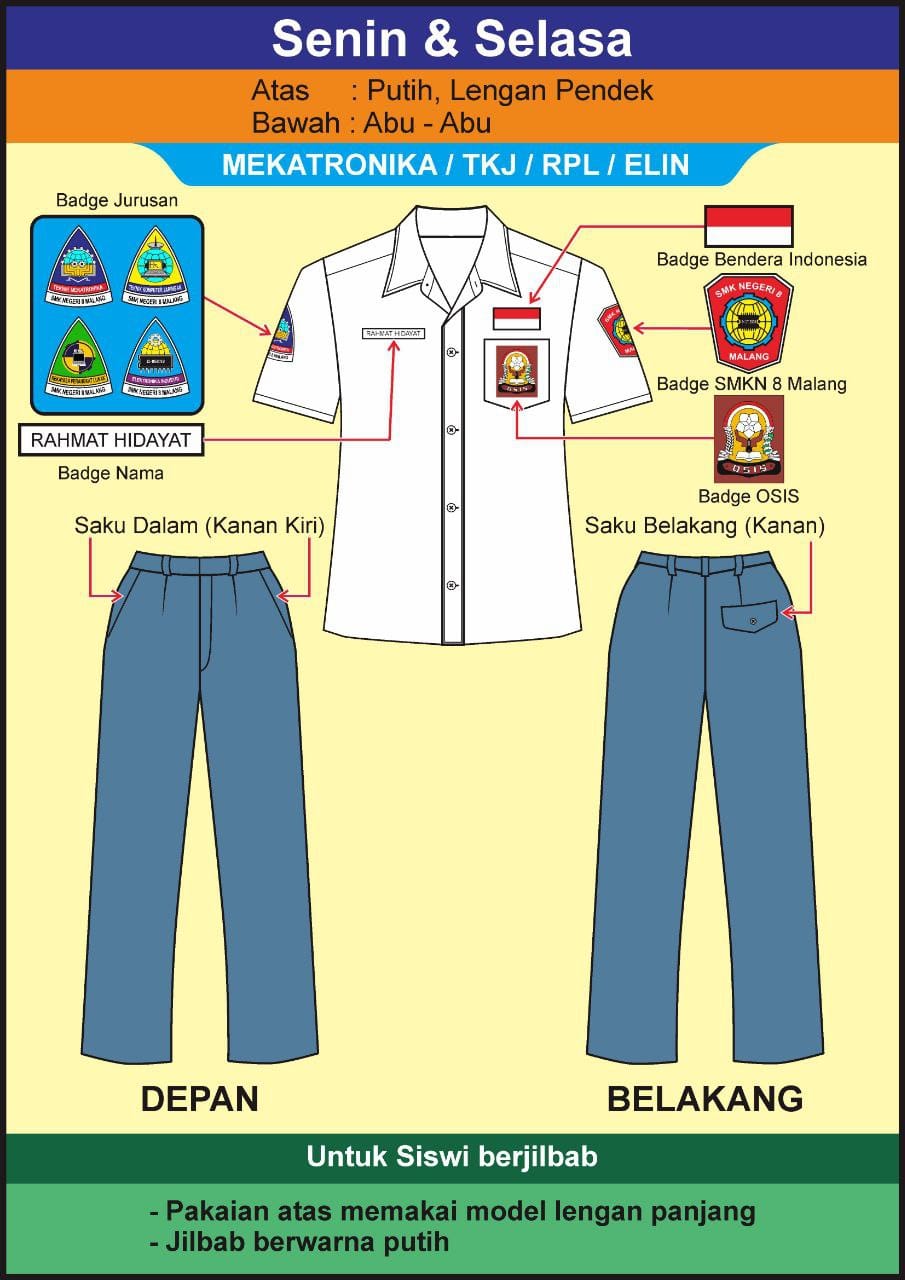 Senin & Selasa
Atas : Putih, Lengan Pendek
Bawah : Abu - Abu
MEKATRONIKA / TKJ / RPL / ELIN
Badge Jurusan
TEKNIK MEKATRONIKA
SMK NEGERI 8 MALANG
TEKNIK KOMPUTER JARINGAN
SMK NEGERI 8 MALANG
REKAYASA PERANGKAT LUNAK
SMK NEGERI 8 MALANG
ELEKTRONIKA INDUSTRI
SMK NEGERI 8 MALANG
RAHMAT HIDAYAT
Badge Nama
RAHMAT HIDAYAT
OSIS
Badge Bendera Indonesia
SMK NEGERI 8
MALANG
Badge SMKN 8 Malang
OSIS
Badge OSIS
Saku Dalam (Kanan Kiri)
Saku Belakang (Kanan)
DEPAN
BELAKANG
Untuk Siswi berjilbab
- Pakaian atas memakai model lengan panjang
- Jilbab berwarna putih